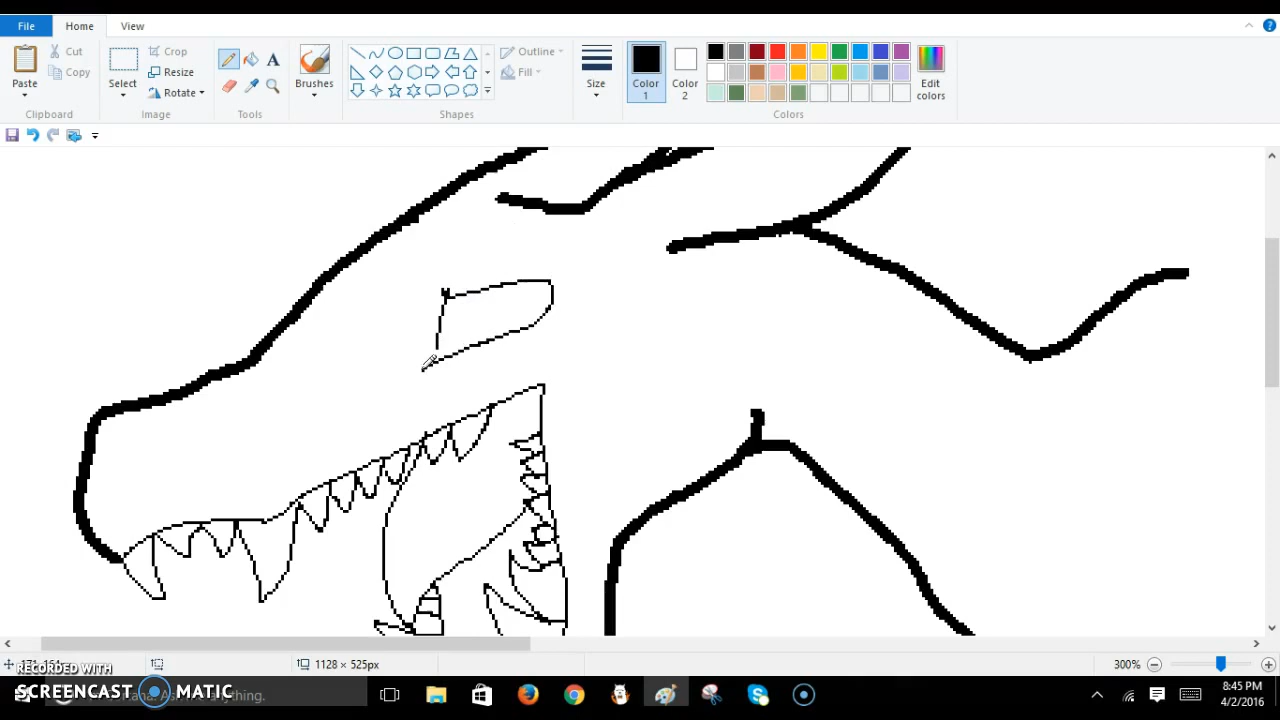 File Home View
Paste
Cut
Copy
Clipboard
Select
Crop
Resize
Rotate
Image
A
Tools
Brushes
Outline
Fill
Shapes
Size
Color 1
Color 2
Edit colors
Colors
1128 × 525px
300%
RECORDED WITH
SCREENCAST MATIC
8:45 PM
4/2/2016